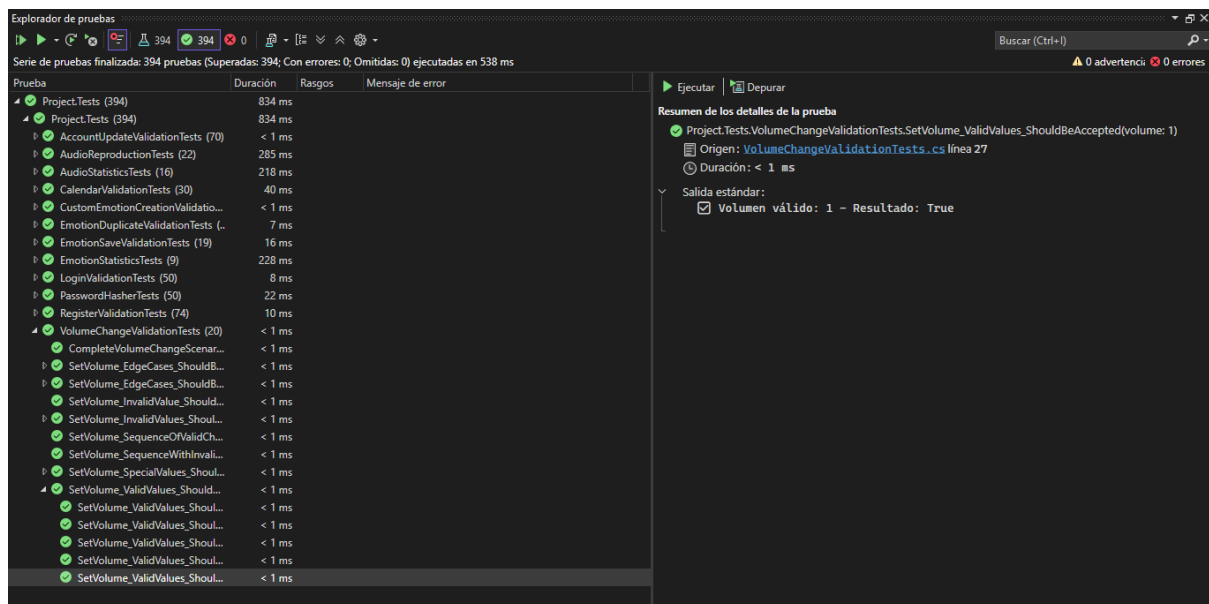 Explorador de pruebas
394 394 0 Buscar (Ctrl+I)
Serie de pruebas finalizada: 394 pruebas (Superadas: 394; Con errores: 0; Omitidas: 0) ejecutadas en 538 ms 0 advertencia 0 errores
Prueba Duración Rasgos Mensaje de error
Project.Tests (394) 834 ms
Project.Tests (394) 834 ms
AccountUpdateValidationTests (70) < 1 ms
AudioReproductionTests (22) 285 ms
AudioStatisticsTests (16) 218 ms
CalendarValidationTests (30) 40 ms
CustomEmotionCreationValidatio... < 1 ms
EmotionDuplicateValidationTests (.. 7 ms
EmotionSaveValidationTests (19) 16 ms
EmotionStatisticsTests (9) 228 ms
LoginValidationTests (50) 8 ms
PasswordHasherTests (50) 22 ms
RegisterValidationTests (74) 10 ms
VolumeChangeValidationTests (20) < 1 ms
CompleteVolumeChangeScenar... < 1 ms
SetVolume_EdgeCases_ShouldB... < 1 ms
SetVolume_EdgeCases_ShouldB... < 1 ms
SetVolume_InvalidValue_Should... < 1 ms
SetVolume_InvalidValues_Shoul... < 1 ms
SetVolume_SequenceOfValidCh... < 1 ms
SetVolume_SequenceWithInvali... < 1 ms
SetVolume_SpecialValues_Shoul... < 1 ms
SetVolume_ValidValues_Should... < 1 ms
SetVolume_ValidValues_Shoul... < 1 ms
SetVolume_ValidValues_Shoul... < 1 ms
SetVolume_ValidValues_Shoul... < 1 ms
SetVolume_ValidValues_Shoul... < 1 ms
SetVolume_ValidValues_Shoul... < 1 ms
Ejecutar Depurar
Resumen de los detalles de la prueba
Project.Tests.VolumeChangeValidationTests.SetVolume_ValidValues_ShouldBeAccepted(volume: 1)
Origen: VolumeChangeValidationTests.cs línea 27
Duración: < 1 ms
Salida estándar:
Volumen válido: 1 – Resultado: True